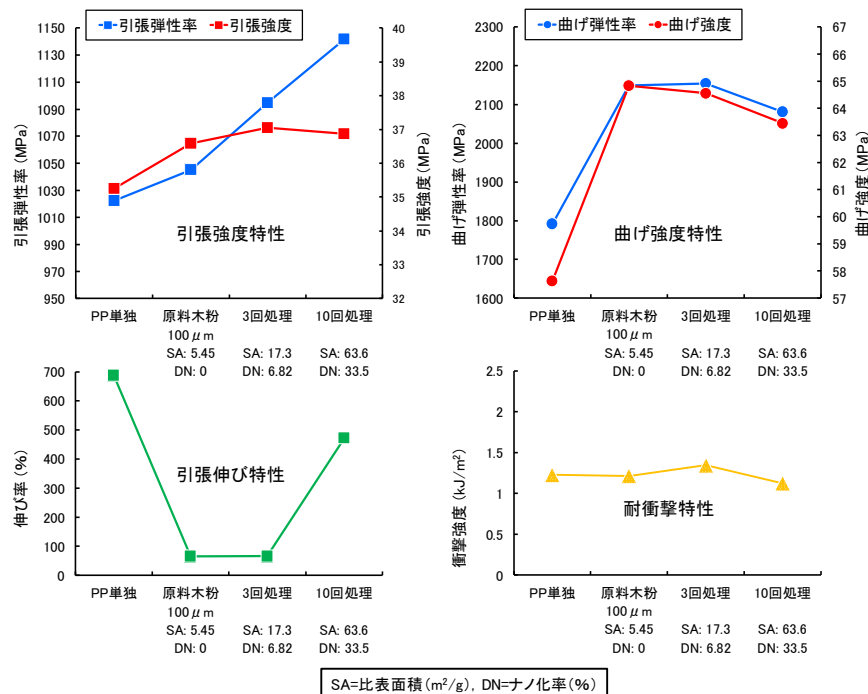 引張弾性率 引張強度
1150
1130
1110
1090
1070
1050
1030
1010
990
970
950
引張弾性率 (MPa)
40
39
38
37
36
35
34
33
32
引張強度 (MPa)
引張強度特性
PP単独 原料木粉 3回処理 10回処理
100μm
SA: 5.45 SA: 17.3 SA: 63.6
DN: 0 DN: 6.82 DN: 33.5
曲げ弾性率 曲げ強度
2300
2200
2100
2000
1900
1800
1700
1600
曲げ弾性率 (MPa)
67
66
65
64
63
62
61
60
59
58
57
曲げ強度 (MPa)
曲げ強度特性
PP単独 原料木粉 3回処理 10回処理
100μm
SA: 5.45 SA: 17.3 SA: 63.6
DN: 0 DN: 6.82 DN: 33.5
700
600
500
400
300
200
100
0
伸び率 (%)
引張伸び特性
PP単独 原料木粉 3回処理 10回処理
100μm
SA: 5.45 SA: 17.3 SA: 63.6
DN: 0 DN: 6.82 DN: 33.5
2.5
2
1.5
1
0.5
0
衝撃強度 (kJ/m²)
耐衝撃特性
PP単独 原料木粉 3回処理 10回処理
100μm
SA: 5.45 SA: 17.3 SA: 63.6
DN: 0 DN: 6.82 DN: 33.5
SA=比表面積(m²/g), DN=ナノ化率(%)